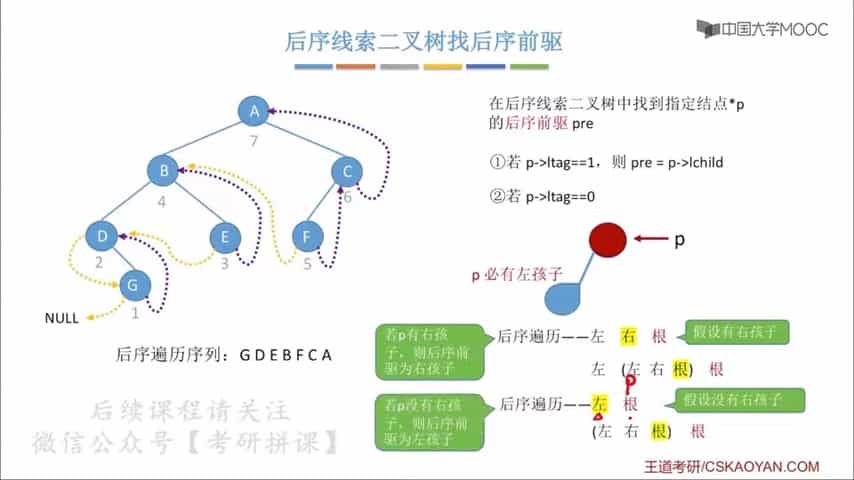 中国大学MOOC
后序线索二叉树找后序前驱
A
7
B
4
C
6
D
2
E
3
F
5
G
1
NULL
后序遍历序列：G D E B F C A
在后序线索二叉树中找到指定结点*p
的后序前驱 pre
①若 p->ltag==1，则 pre = p->lchild
②若 p->ltag==0
p
p 必有左孩子
若p有右孩
子，则后序前
驱为右孩子
后序遍历——左 右 根
假设有右孩子
左 (左 右 根) 根
p
若p没有右孩
子，则后序前
驱为左孩子
后序遍历——左 根
假设没有右孩子
(左 右 根) 根
后续课程请关注
微信公众号【考研拼课】
王道考研/CSKAOYAN.COM